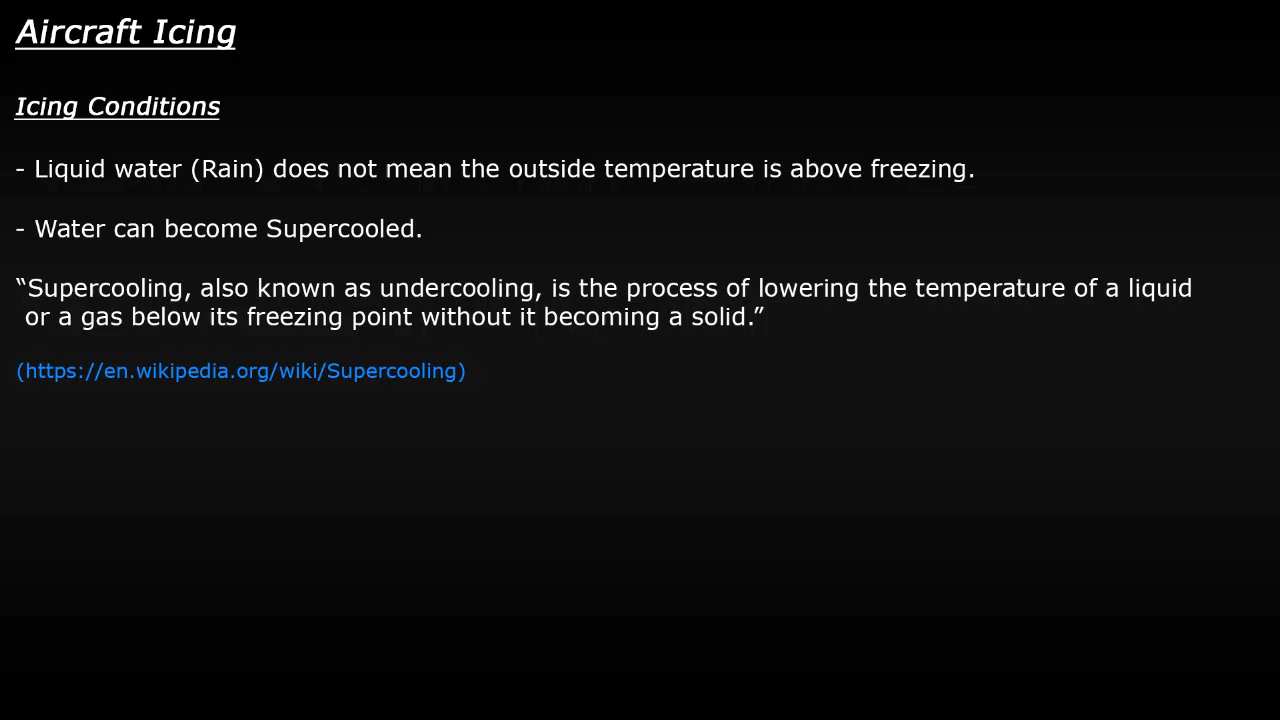 Aircraft Icing
Icing Conditions
- Liquid water (Rain) does not mean the outside temperature is above freezing.
- Water can become Supercooled.
“Supercooling, also known as undercooling, is the process of lowering the temperature of a liquid
or a gas below its freezing point without it becoming a solid.”
(https://en.wikipedia.org/wiki/Supercooling)